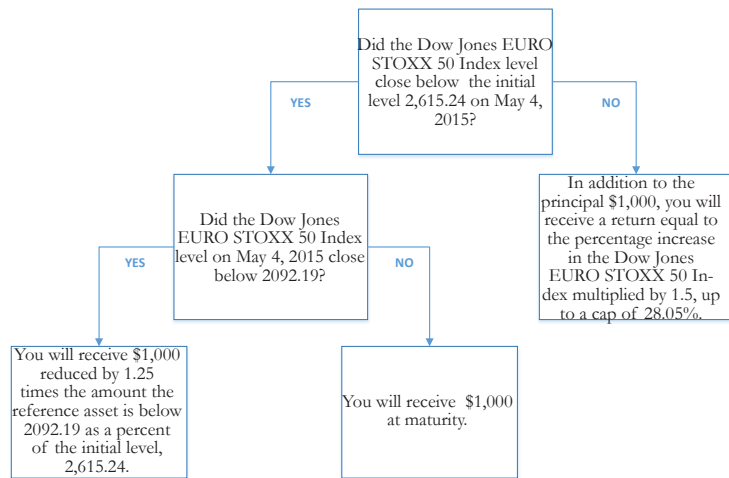 Did the Dow Jones EURO
STOXX 50 Index level
close below the initial
level 2,615.24 on May 4,
2015?
YES
NO
Did the Dow Jones
EURO STOXX 50 Index
level on May 4, 2015 close
below 2092.19?
In addition to the
principal $1,000, you will
receive a return equal to
the percentage increase
in the Dow Jones
EURO STOXX 50 In-
dex multiplied by 1.5, up
to a cap of 28.05%.
YES
NO
You will receive $1,000
reduced by 1.25
times the amount the
reference asset is below
2092.19 as a percent
of the initial level,
2,615.24.
You will receive $1,000
at maturity.